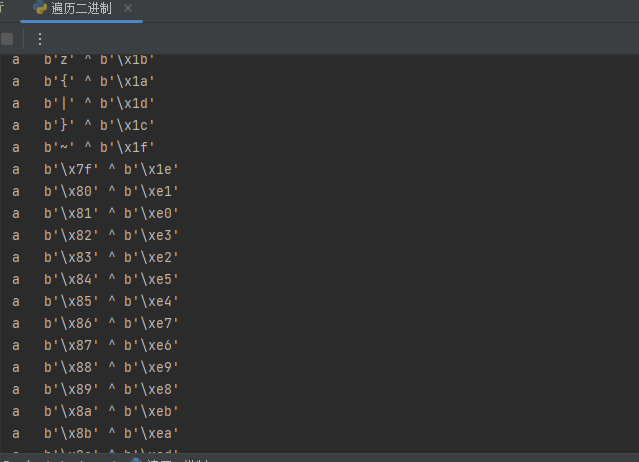 遍历二进制 ×
a b'z' ^ b'\x1b'
a b'{' ^ b'\x1a'
a b'|' ^ b'\x1d'
a b'}' ^ b'\x1c'
a b'~' ^ b'\x1f'
a b'\x7f' ^ b'\x1e'
a b'\x80' ^ b'\xe1'
a b'\x81' ^ b'\xe0'
a b'\x82' ^ b'\xe3'
a b'\x83' ^ b'\xe2'
a b'\x84' ^ b'\xe5'
a b'\x85' ^ b'\xe4'
a b'\x86' ^ b'\xe7'
a b'\x87' ^ b'\xe6'
a b'\x88' ^ b'\xe9'
a b'\x89' ^ b'\xe8'
a b'\x8a' ^ b'\xeb'
a b'\x8b' ^ b'\xea'